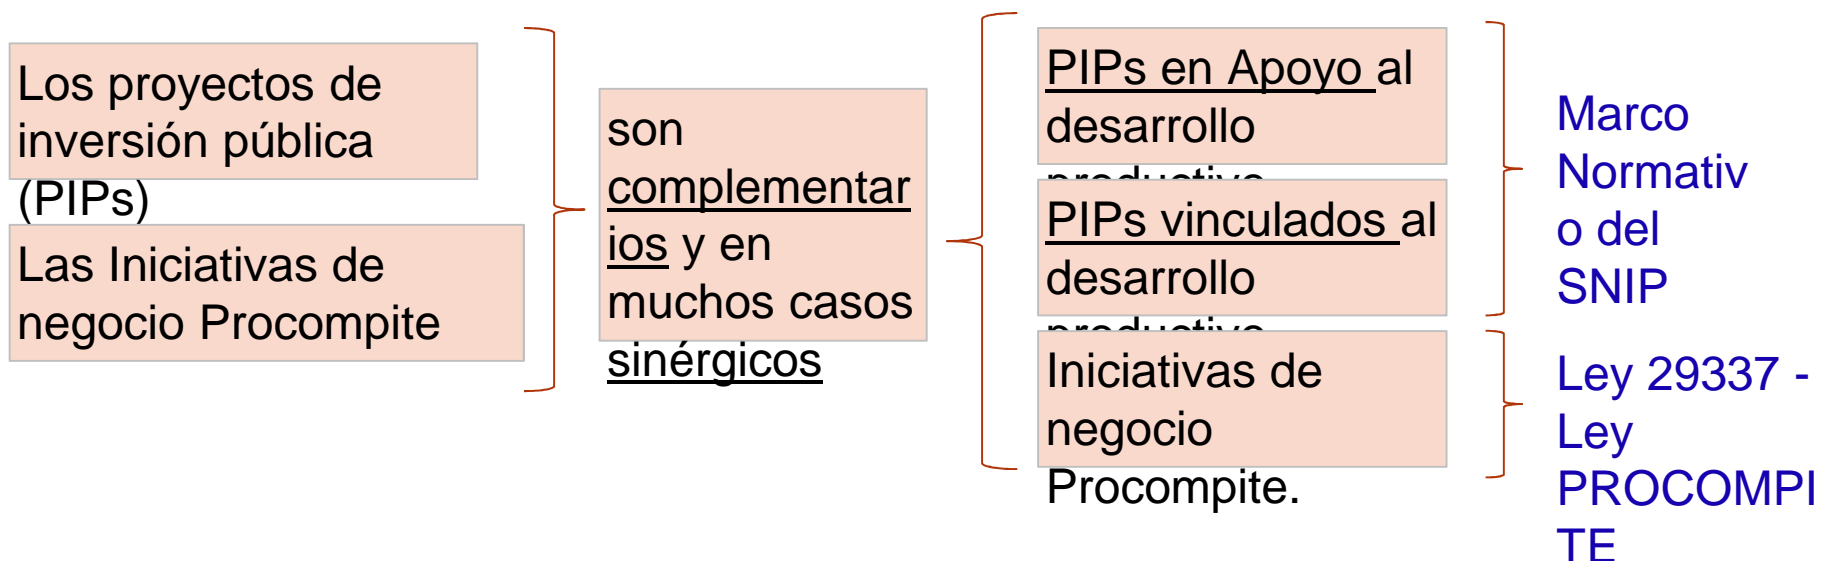 Los proyectos de
inversión pública
(PIPs)
Las Iniciativas de
negocio Procompite
son
complementar
ios y en
muchos casos
sinérgicos
PIPs en Apoyo al
desarrollo
productivo
PIPs vinculados al
desarrollo
productivo
Iniciativas de
negocio
Procompite.
Marco
Normativ
o del
SNIP
Ley 29337 -
Ley
PROCOMPI
TE